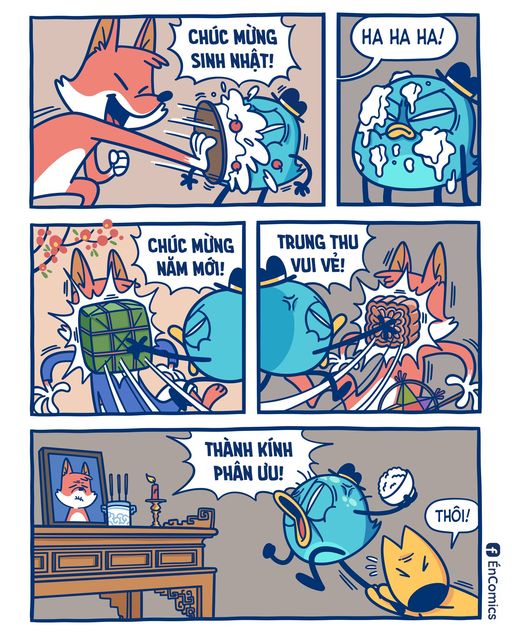 CHÚC MỪNG
SINH NHẬT!
HA HA HA!
CHÚC MỪNG
NĂM MỚI!
TRUNG THU
VUI VẺ!
THÀNH KÍNH
PHÂN ƯU!
THÔI!
ÉnComics